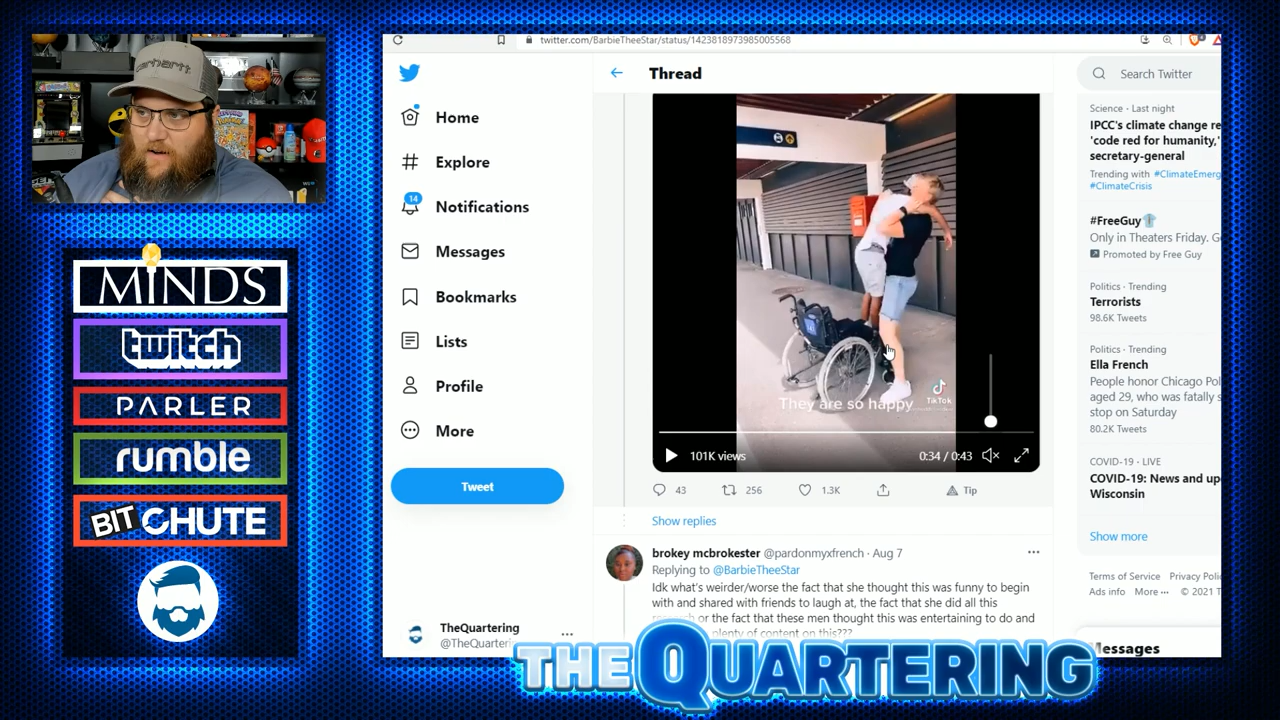 carhartt
MINDS
twitch
PARLER
rumble
BIT CHUTE
twitter.com/BarbieTheeStar/status/1423818973985005568
Home
Explore
14
Notifications
Messages
Bookmarks
Lists
Profile
More
Tweet
TheQuartering
@TheQuarterin
Thread
They are so happy
TikTok
101K views
0:34 / 0:43
43
256
1.3K
Tip
Show replies
brokey mcbrokester @pardonmyxfrench · Aug 7
Replying to @BarbieTheeStar
Idk what's weirder/worse the fact that she thought this was funny to begin
with and shared with friends to laugh at, the fact that she did all this
or the fact that these men thought this was entertaining to do and
plenty of content on this???
Search Twitter
Science · Last night
IPCC's climate change re
'code red for humanity,'
secretary-general
Trending with #ClimateEmerg
#ClimateCrisis
#FreeGuy
Only in Theaters Friday. G
Promoted by Free Guy
Politics · Trending
Terrorists
98.6K Tweets
Politics · Trending
Ella French
People honor Chicago Pol
aged 29, who was fatally s
stop on Saturday
80.2K Tweets
COVID-19 · LIVE
COVID-19: News and up
Wisconsin
Show more
Terms of Service Privacy Poli
Ads info More ··· © 2021 T
Messages
THE QUARTERING